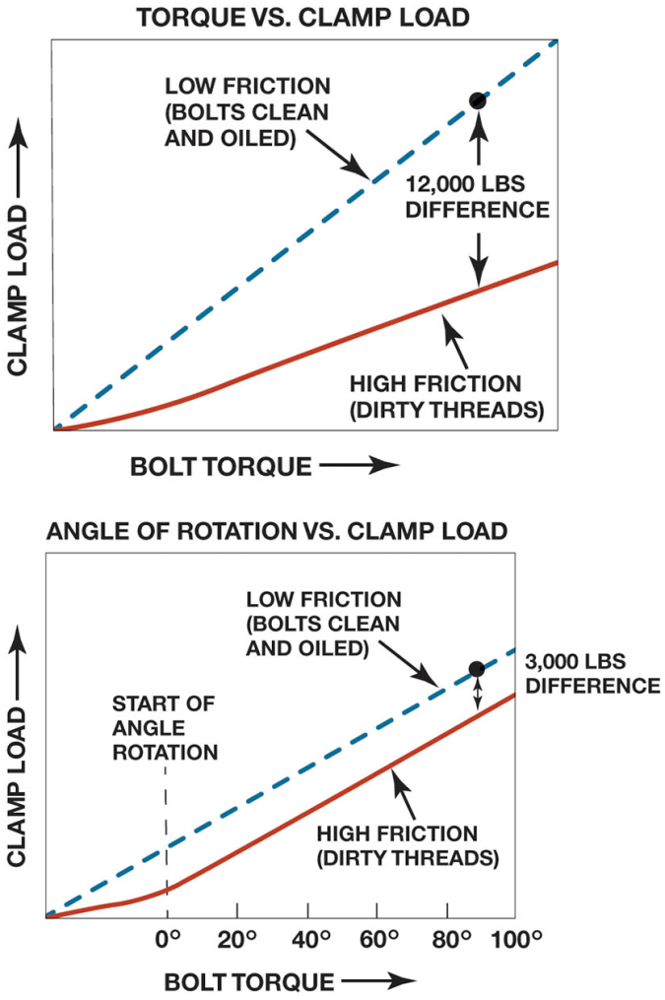 TORQUE VS. CLAMP LOAD
LOW FRICTION
(BOLTS CLEAN
AND OILED)
12,000 LBS
DIFFERENCE
CLAMP LOAD
HIGH FRICTION
(DIRTY THREADS)
BOLT TORQUE
ANGLE OF ROTATION VS. CLAMP LOAD
LOW FRICTION
(BOLTS CLEAN
AND OILED)
3,000 LBS
DIFFERENCE
START OF
ANGLE
ROTATION
CLAMP LOAD
HIGH FRICTION
(DIRTY THREADS)
0° 20° 40° 60° 80° 100°
BOLT TORQUE